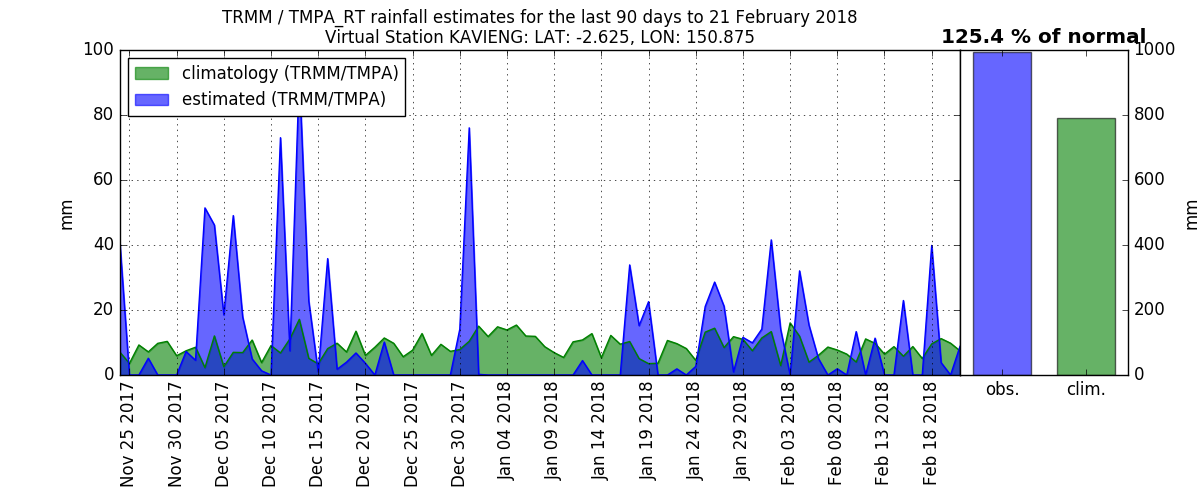 TRMM / TMPA_RT rainfall estimates for the last 90 days to 21 February 2018
Virtual Station KAVIENG: LAT: -2.625, LON: 150.875
125.4 % of normal
climatology (TRMM/TMPA)
estimated (TRMM/TMPA)
100
80
60
40
20
0
mm
Nov 25 2017
Nov 30 2017
Dec 05 2017
Dec 10 2017
Dec 15 2017
Dec 20 2017
Dec 25 2017
Dec 30 2017
Jan 04 2018
Jan 09 2018
Jan 14 2018
Jan 19 2018
Jan 24 2018
Jan 29 2018
Feb 03 2018
Feb 08 2018
Feb 13 2018
Feb 18 2018
obs.
clim.
1000
800
600
400
200
0
mm